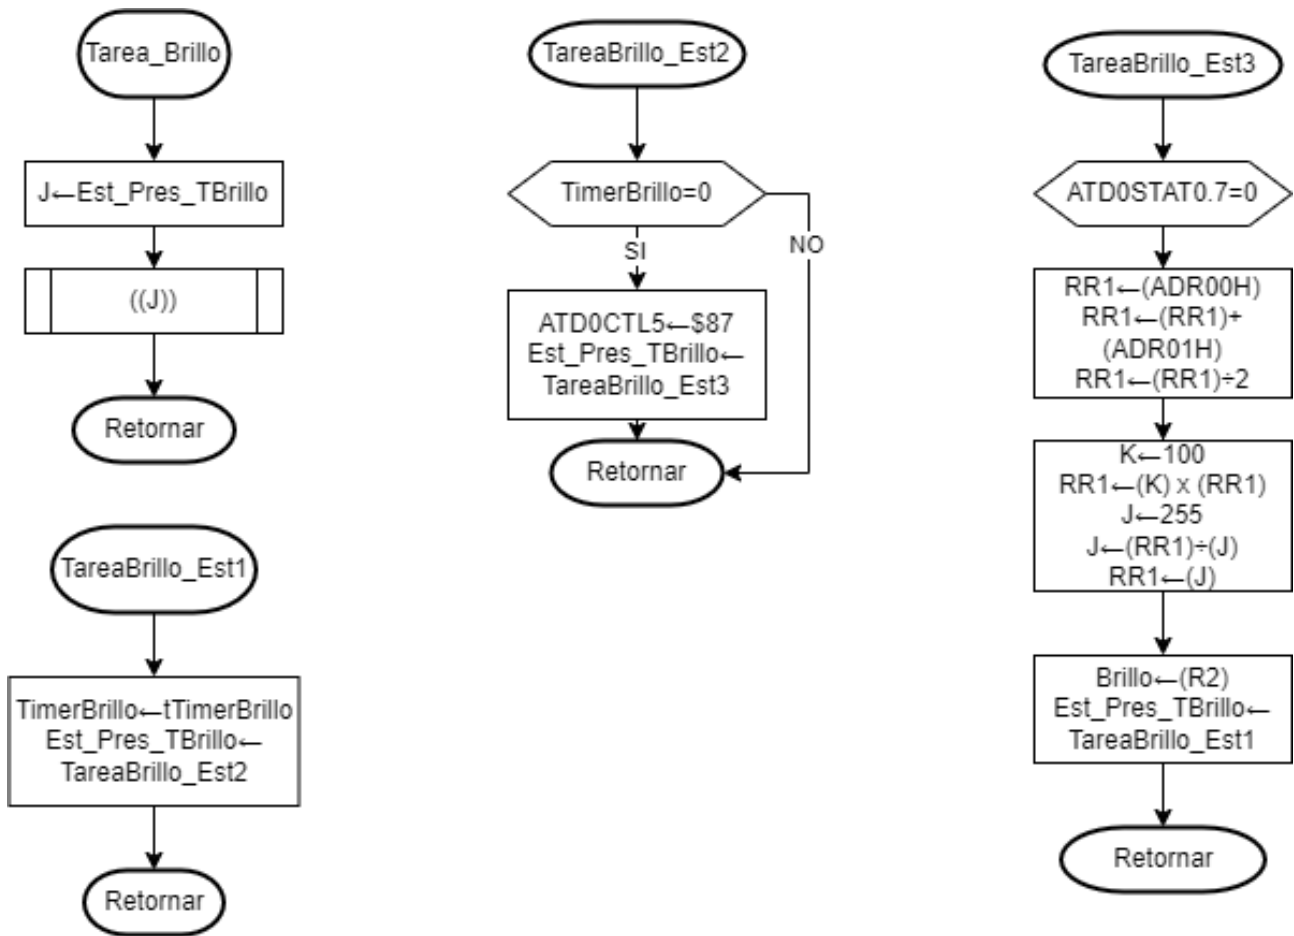 Tarea_Brillo
J←Est_Pres_TBrillo
((J))
Retornar
TareaBrillo_Est1
TimerBrillo←tTimerBrillo
Est_Pres_TBrillo←
TareaBrillo_Est2
Retornar
TareaBrillo_Est2
TimerBrillo=0
SI
NO
ATD0CTL5←$87
Est_Pres_TBrillo←
TareaBrillo_Est3
Retornar
TareaBrillo_Est3
ATD0STAT0.7=0
RR1←(ADR00H)
RR1←(RR1)+
(ADR01H)
RR1←(RR1)÷2
K←100
RR1←(K) x (RR1)
J←255
J←(RR1)÷(J)
RR1←(J)
Brillo←(R2)
Est_Pres_TBrillo←
TareaBrillo_Est1
Retornar